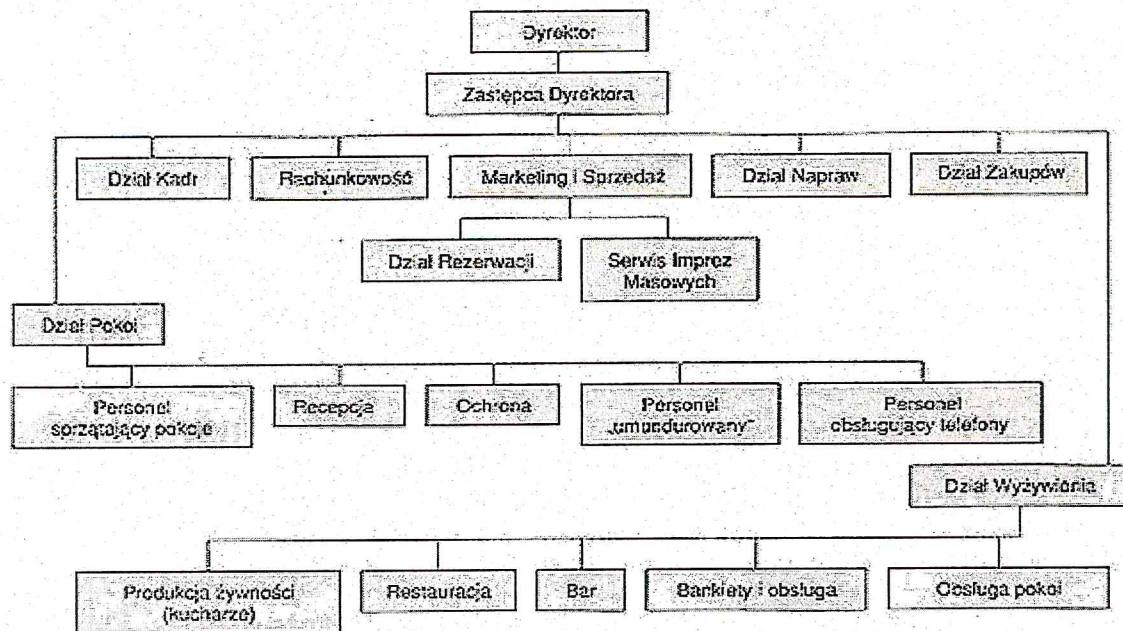 Dyrektor
Zastępca Dyrektora
Dział Kadr
Rachunkowość
Marketing i Sprzedaż
Dział Napraw
Dział Zakupów
Dział Rezerwacji
Serwis Imprez
Masowych
Dział Pokoi
Personel
sprzątający pokoje
Recepcja
Ochrona
Personel
„umundurowany”
Personel
obsługujący telefony
Dział Wyżywienia
Produkcja żywności
(kucharze)
Restauracja
Bar
Bankiety i obsługa
Obsługa pokoi